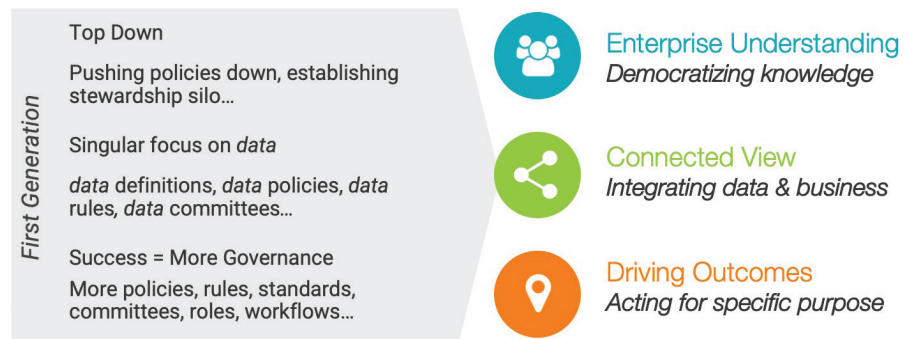 First Generation
Top Down
Pushing policies down, establishing
stewardship silo…
Singular focus on data
data definitions, data policies, data
rules, data committees…
Success = More Governance
More policies, rules, standards,
committees, roles, workflows…
Enterprise Understanding
Democratizing knowledge
Connected View
Integrating data & business
Driving Outcomes
Acting for specific purpose